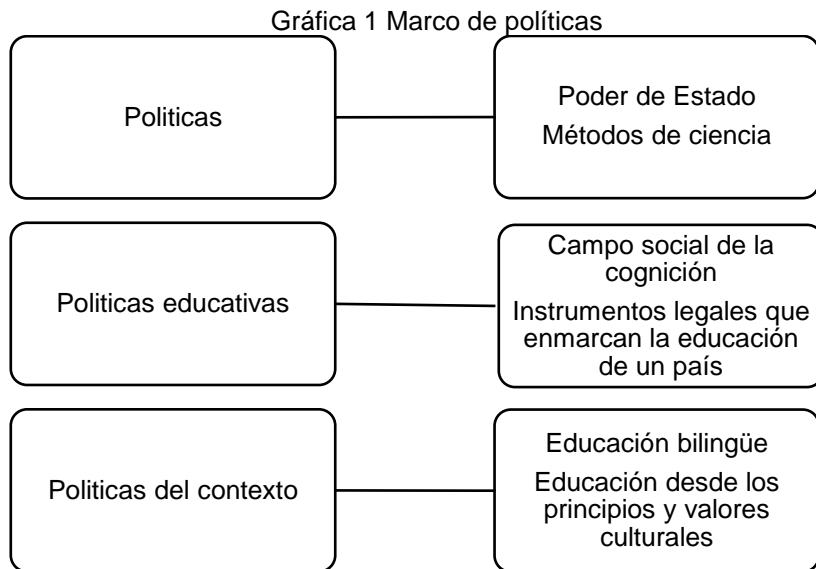 Gráfica 1 Marco de políticas
Politicas
Poder de Estado
Métodos de ciencia
Politicas educativas
Campo social de la
cognición
Instrumentos legales que
enmarcan la educación
de un país
Politicas del contexto
Educación bilingüe
Educación desde los
principios y valores
culturales